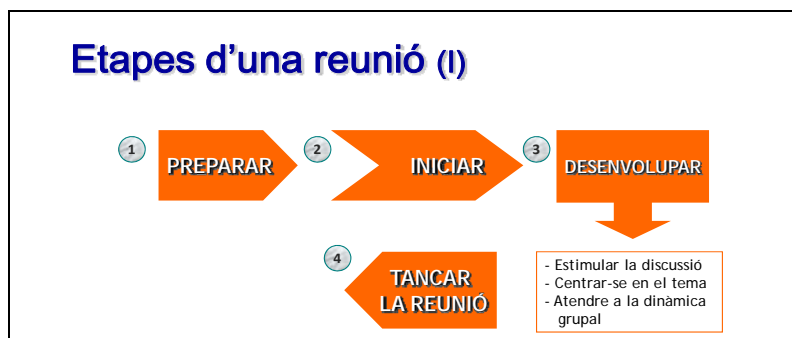 Etapes d'una reunió (I)
1
PREPARAR
2
INICIAR
3
DESENVOLUPAR
- Estimular la discussió
- Centrar-se en el tema
- Atendre a la dinàmica
grupal
4
TANCAR
LA REUNIÓ